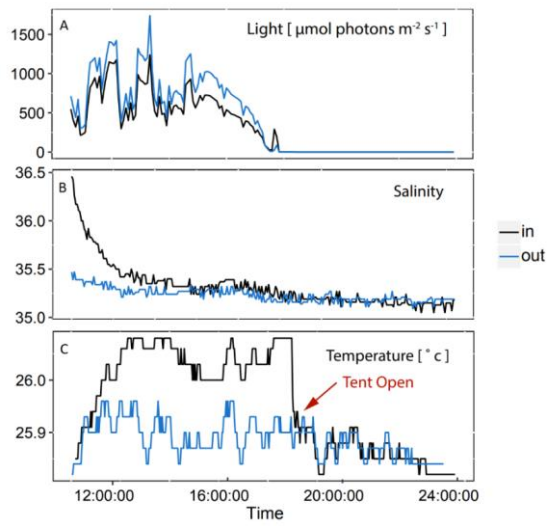 A
Light [ µmol photons m⁻² s⁻¹ ]
1500
1000
500
0
36.5
B
Salinity
36.0
35.5
35.0
in
out
C
Temperature [ ° c ]
26.0
Tent Open
25.9
12:00:00 16:00:00 20:00:00 24:00:00
Time